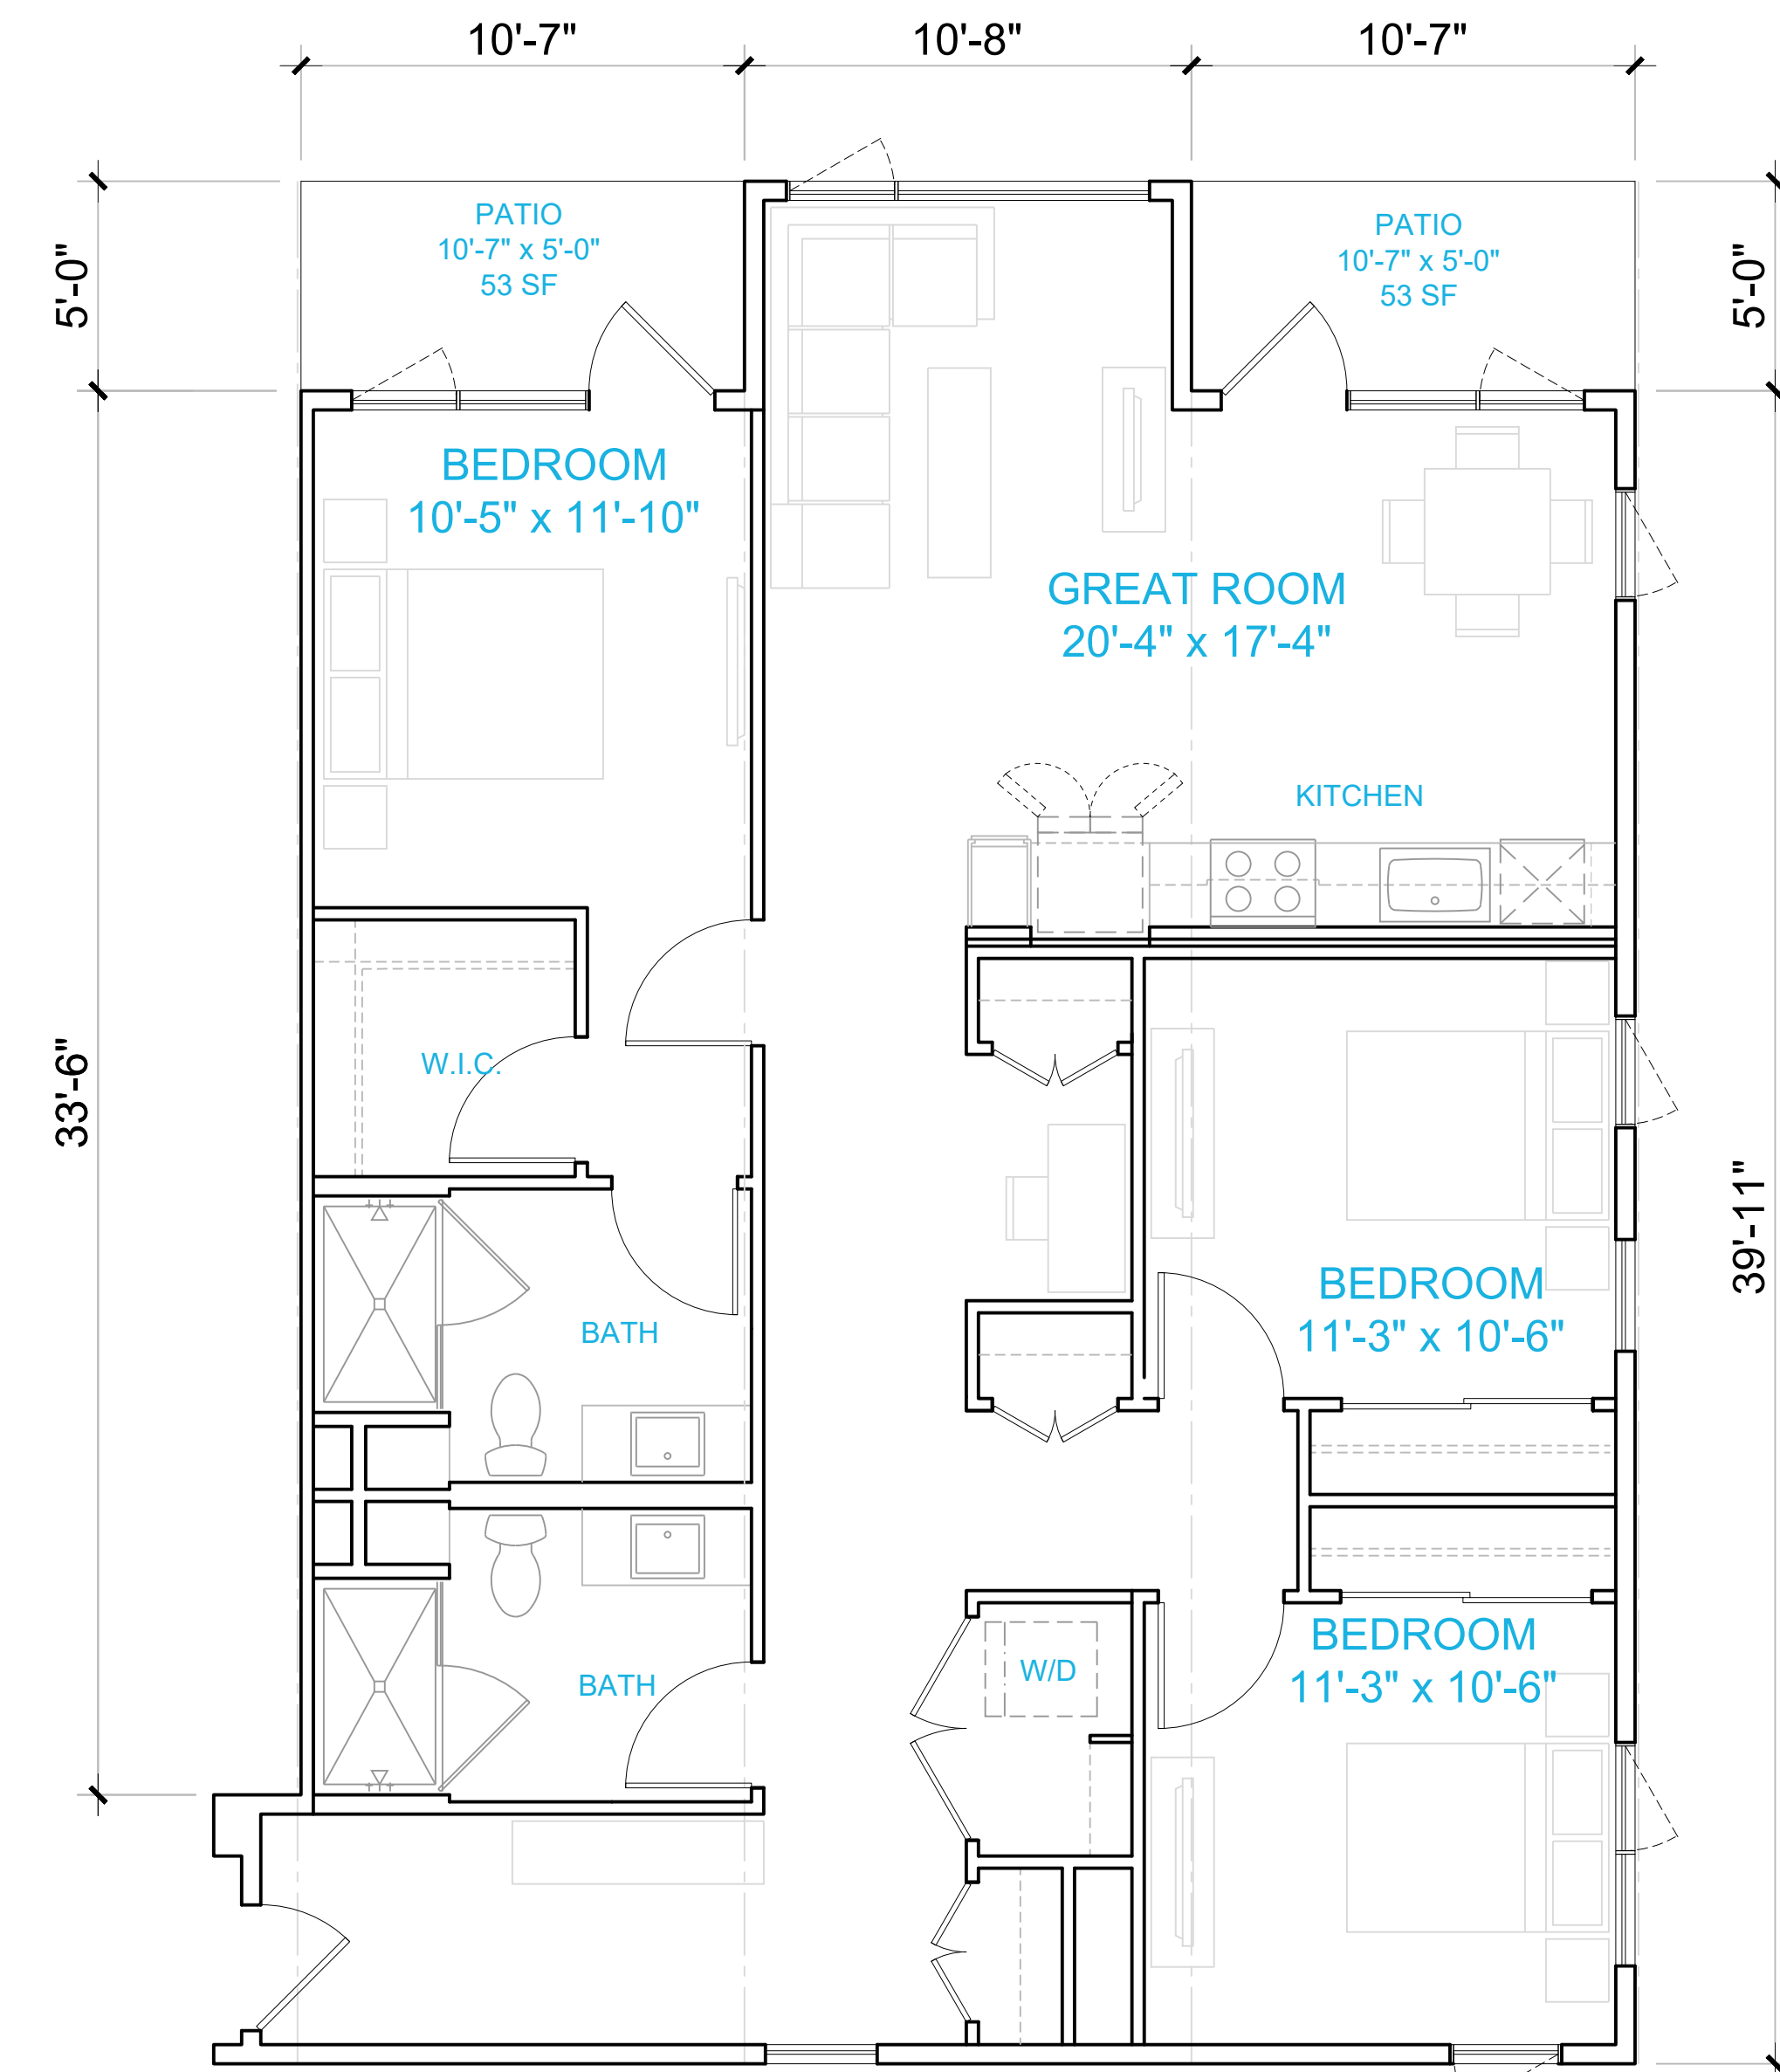 10'-7"
10'-8"
10'-7"
5'-0"
PATIO
10'-7" x 5'-0"
53 SF
PATIO
10'-7" x 5'-0"
53 SF
5'-0"
BEDROOM
10'-5" x 11'-10"
GREAT ROOM
20'-4" x 17'-4"
KITCHEN
33'-6"
W.I.C.
39'-11"
BATH
BEDROOM
11'-3" x 10'-6"
BATH
W/D
BEDROOM
11'-3" x 10'-6"